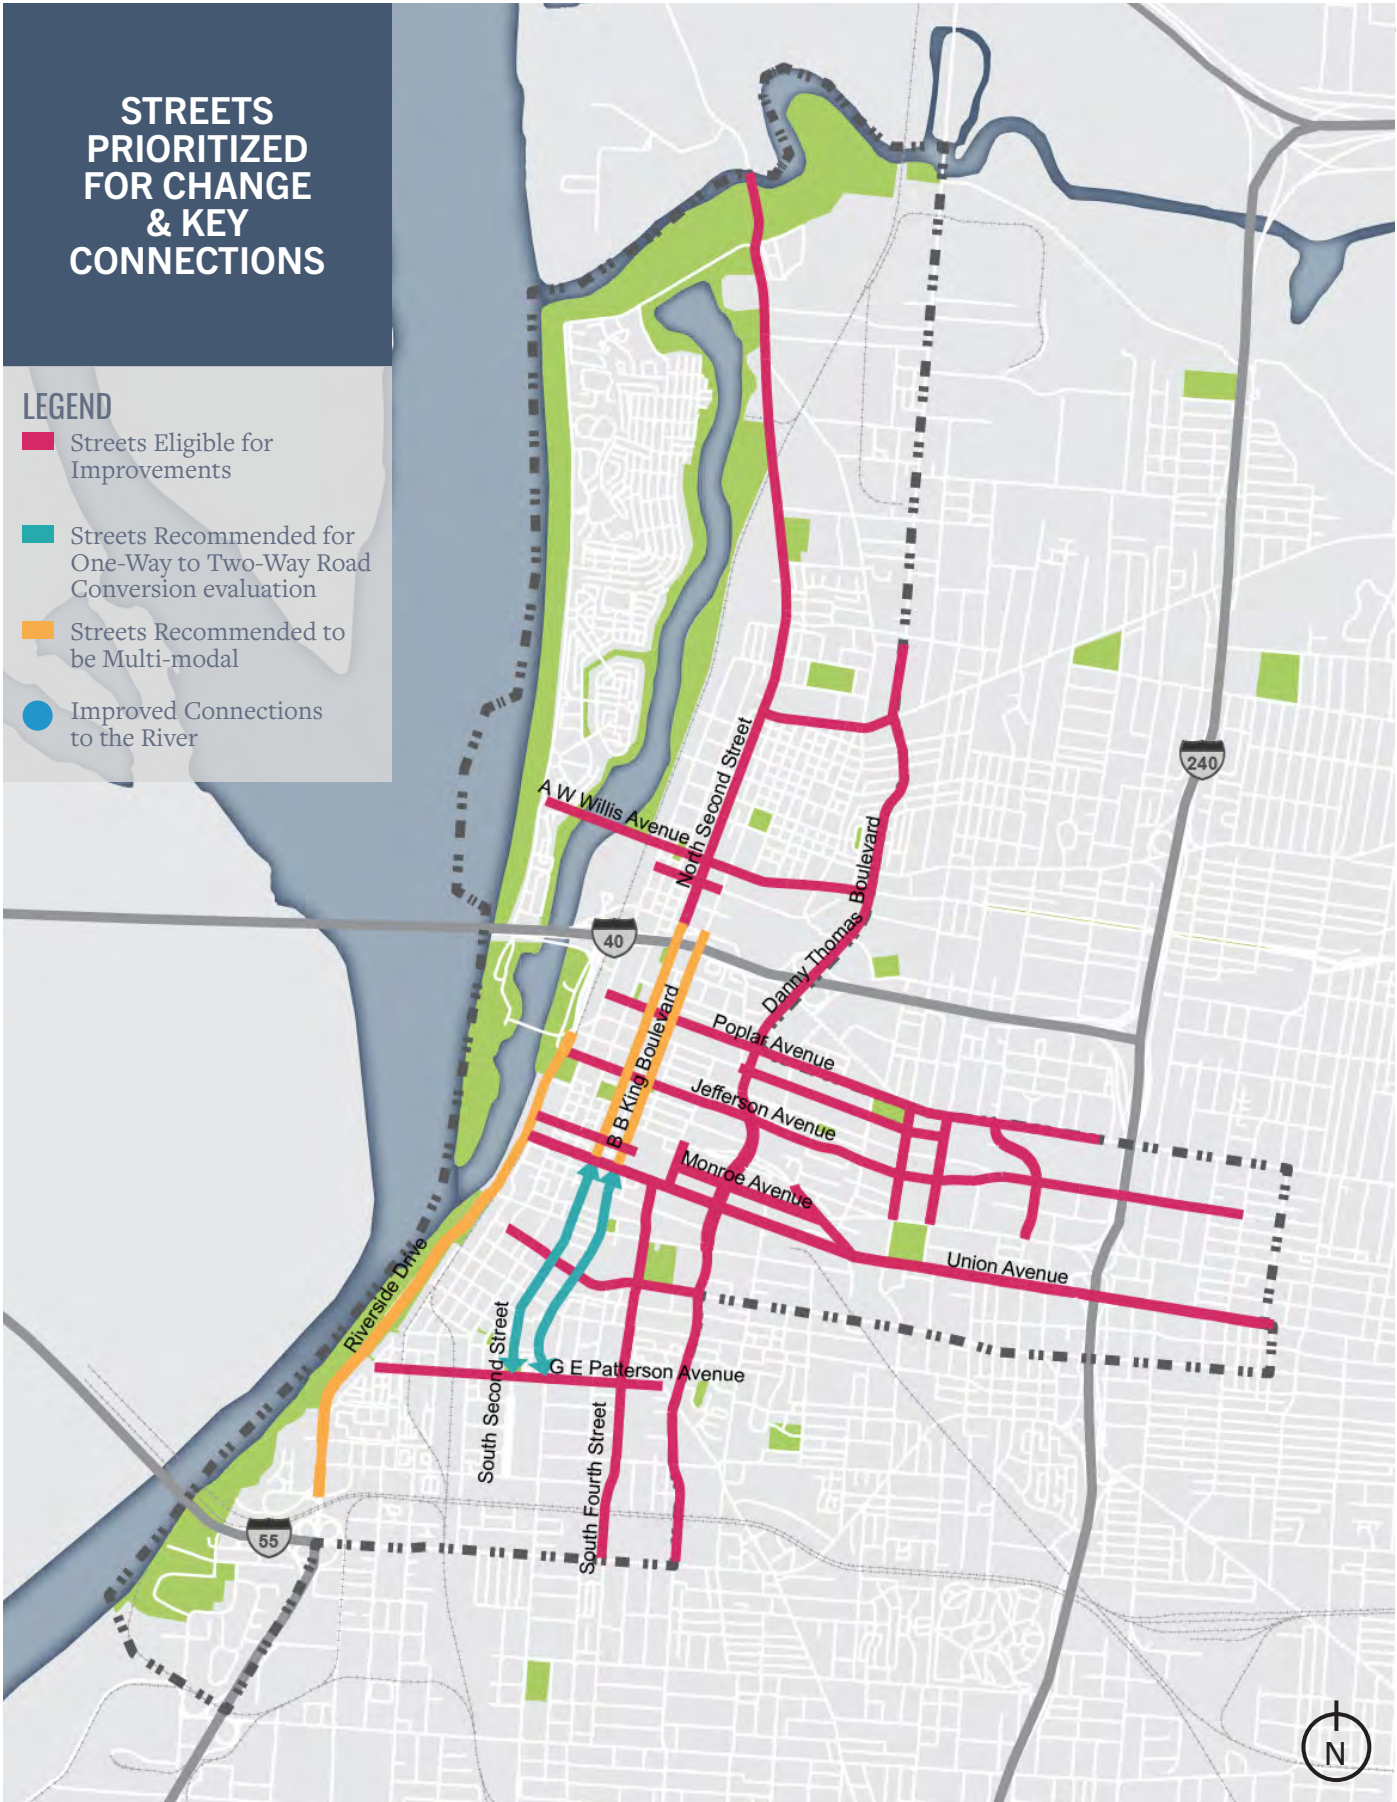 STREETS
PRIORITIZED
FOR CHANGE
& KEY
CONNECTIONS
LEGEND
Streets Eligible for
Improvements
Streets Recommended for
One-Way to Two-Way Road
Conversion evaluation
Streets Recommended to
be Multi-modal
Improved Connections
to the River
240
A W Willis Avenue
North Second Street
Danny Thomas Boulevard
40
B B King Boulevard
Poplar Avenue
Jefferson Avenue
Monroe Avenue
Union Avenue
Riverside Drive
South Second Street
G E Patterson Avenue
South Fourth Street
55
N